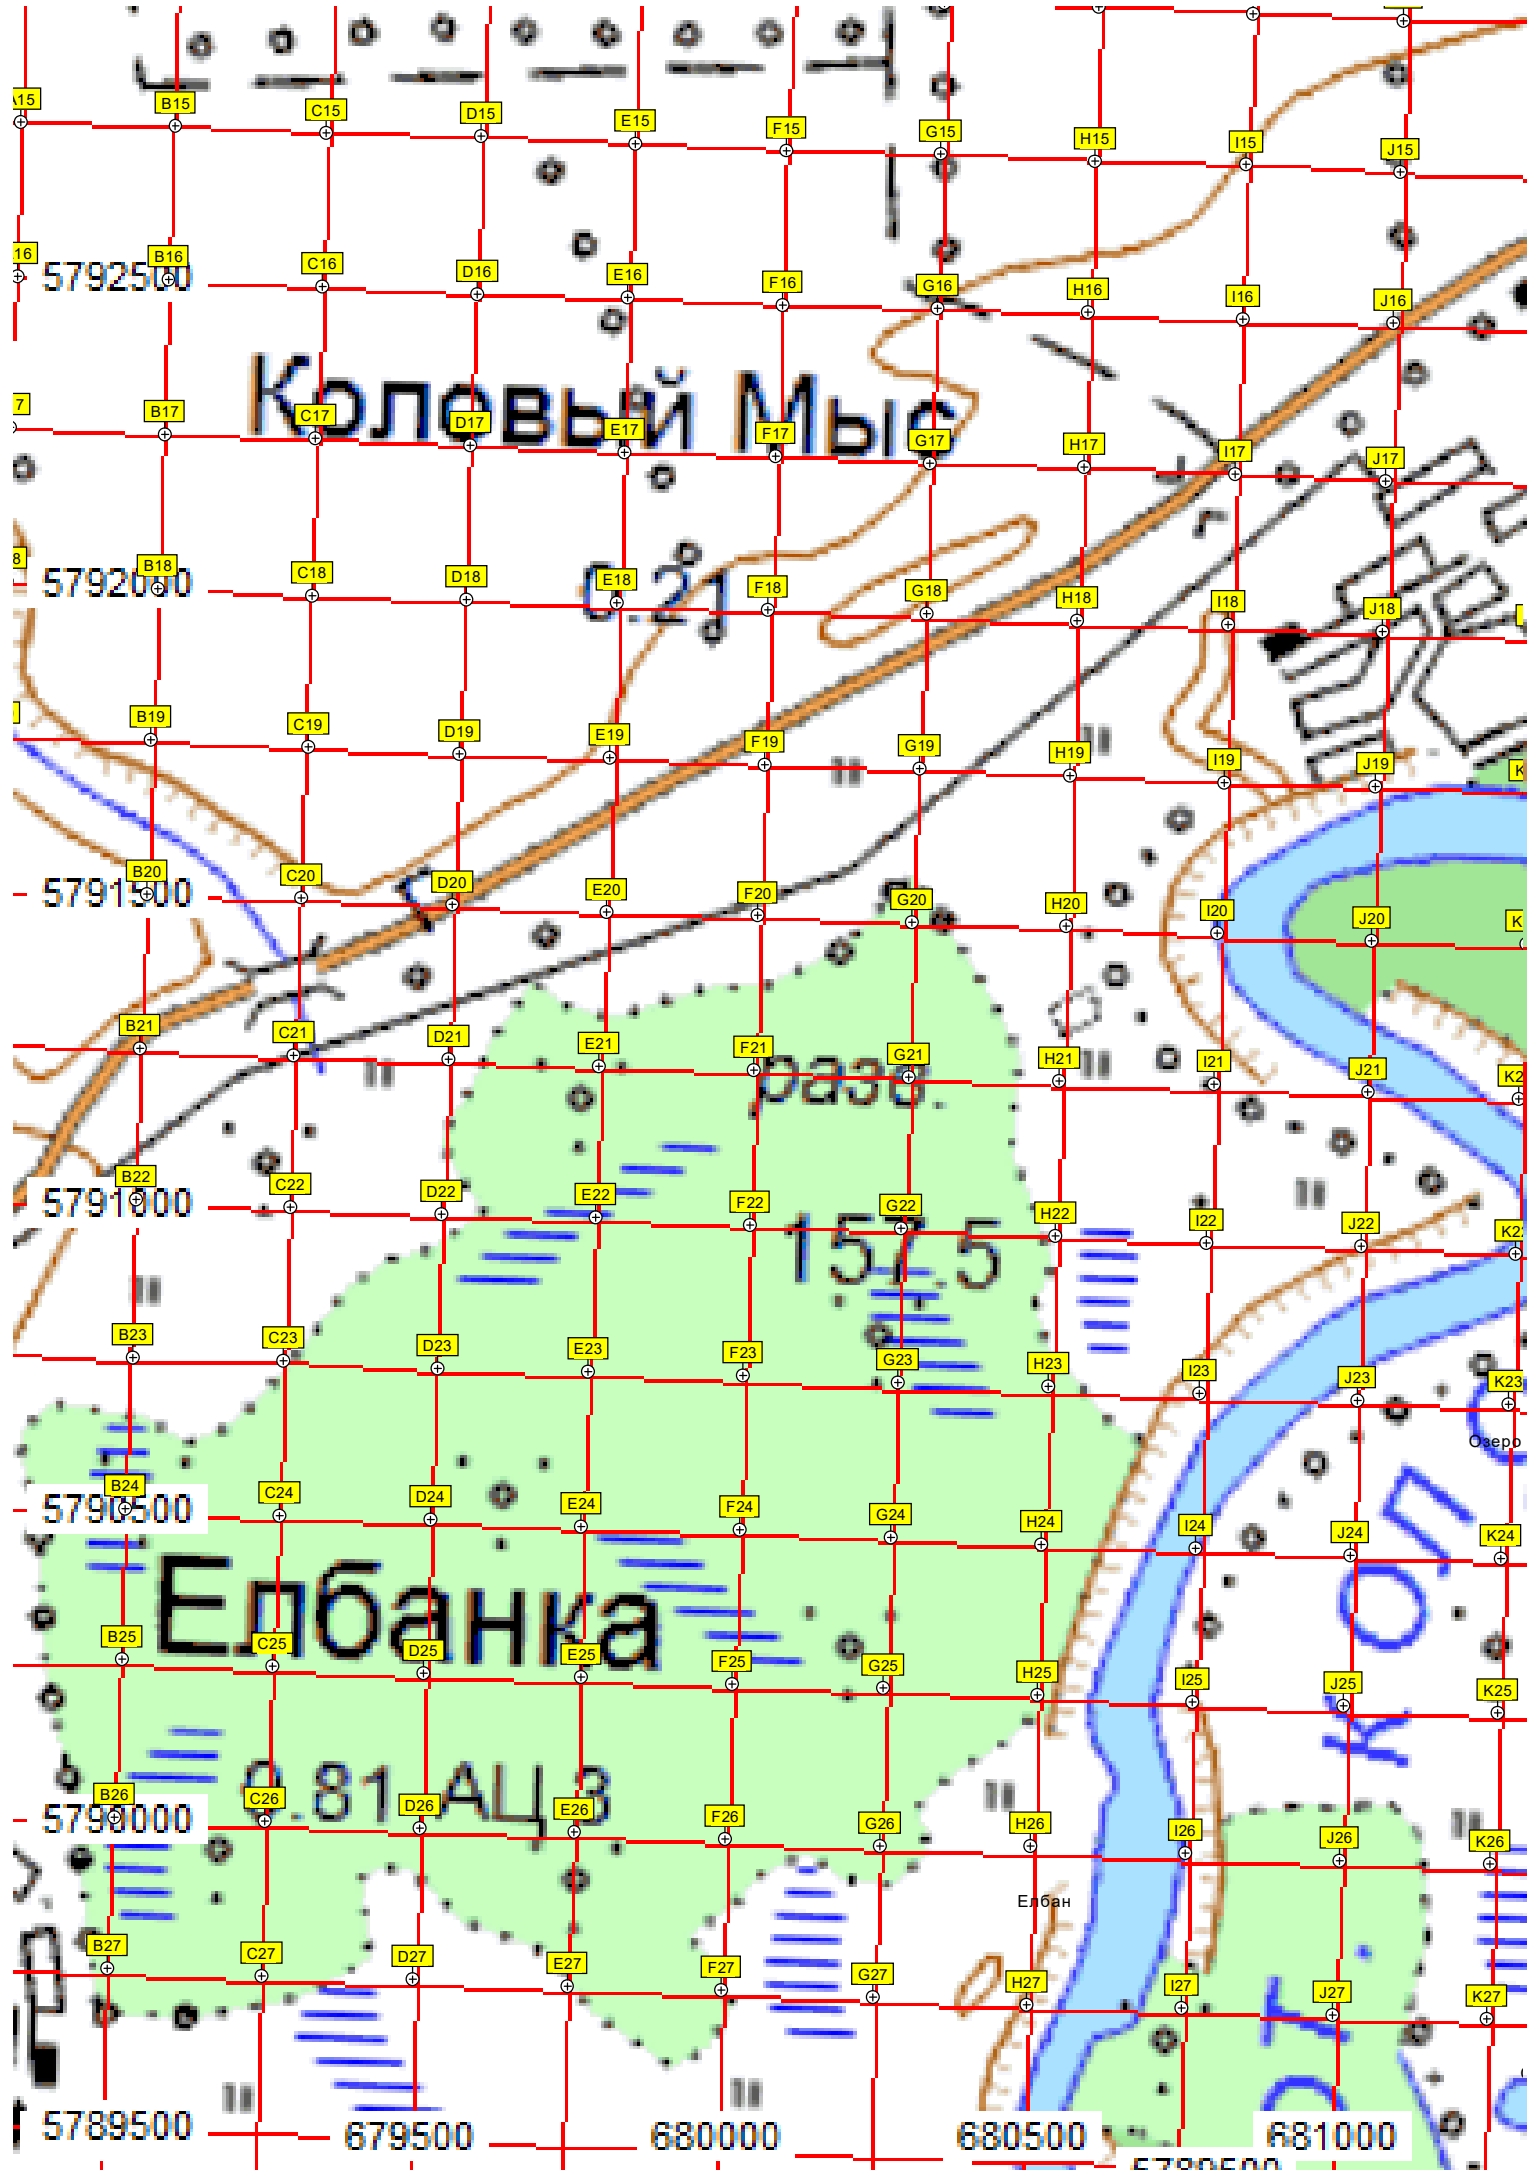 B15 C15 D15 E15 F15 G15 H15 I15 J15
5792500 B16 C16 D16 E16 F16 G16 H16 I16 J16
Коловый Мыс
B17 C17 D17 E17 F17 G17 H17 I17 J17
5792000 B18 C18 D18 E18 F18 G18 H18 I18 J18
0.21
B19 C19 D19 E19 F19 G19 H19 I19 J19
5791500 B20 C20 D20 E20 F20 G20 H20 I20 J20
B21 C21 D21 E21 F21 G21 H21 I21 J21
разв.
5791000 B22 C22 D22 E22 F22 G22 H22 I22 J22
157.5
B23 C23 D23 E23 F23 G23 H23 I23 J23 K23
Озеро
5790500 B24 C24 D24 E24 F24 G24 H24 I24 J24 K24
Елбанка
B25 C25 D25 E25 F25 G25 H25 I25 J25 K25
0.81 АЦ.3
5790000 B26 C26 D26 E26 F26 G26 H26 I26 J26 K26
Елбан
B27 C27 D27 E27 F27 G27 H27 I27 J27 K27
5789500 679500 680000 680500 681000